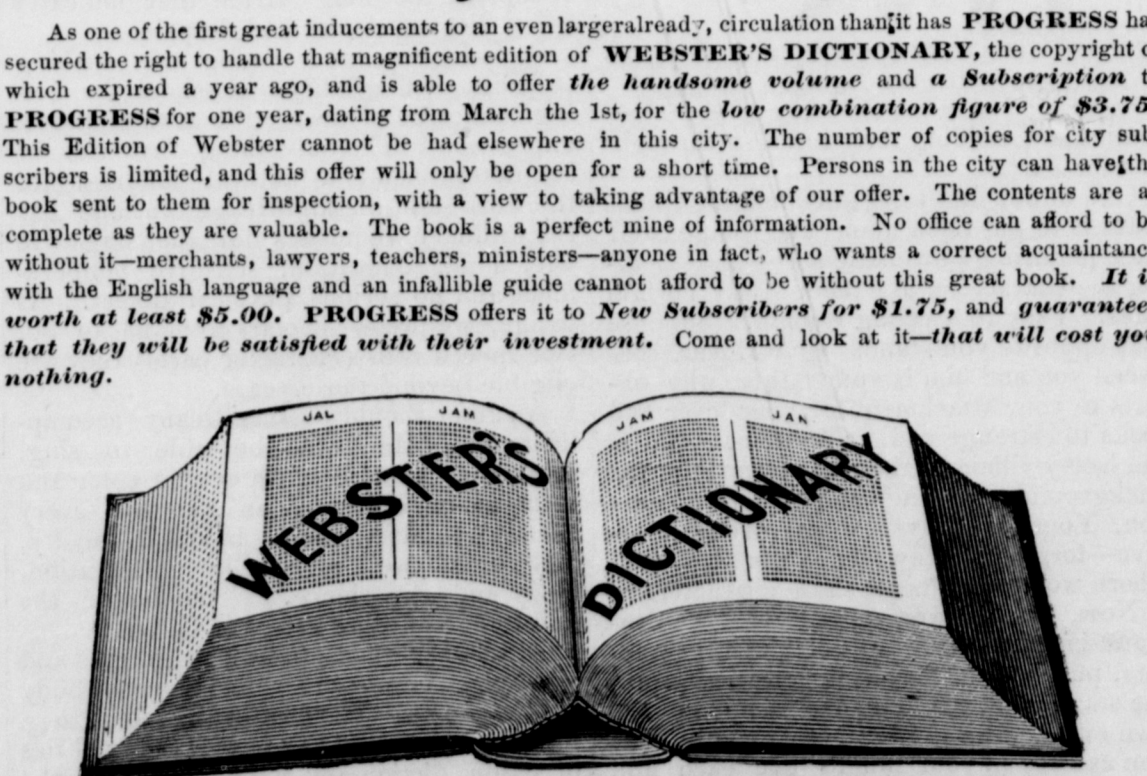 As one of the first great inducements to an even largeralready, circulation than it has PROGRESS ha
secured the right to handle that magnificent edition of WEBSTER'S DICTIONARY, the copyright o
which expired a year ago, and is able to offer the handsome volume and a Subscription t
PROGRESS for one year, dating from March the 1st, for the low combination figure of $3.75
This Edition of Webster cannot be had elsewhere in this city. The number of copies for city sub
scribers is limited, and this offer will only be open for a short time. Persons in the city can have th
book sent to them for inspection, with a view to taking advantage of our offer. The contents are a
complete as they are valuable. The book is a perfect mine of information. No office can afford to b
without it—merchants, lawyers, teachers, ministers—anyone in fact, who wants a correct acquaintanc
with the English language and an infallible guide cannot afford to be without this great book. It i
worth at least $5.00. PROGRESS offers it to New Subscribers for $1.75, and guarantee
that they will be satisfied with their investment. Come and look at it—that will cost yo
nothing.
JAL JAM JAM JAN
WEBSTER'S DICTIONARY